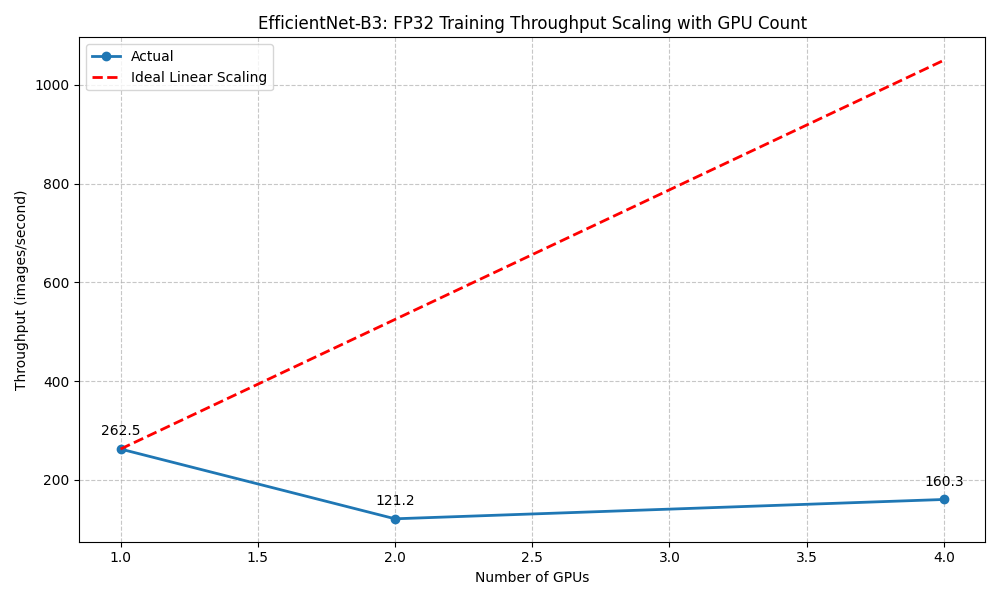 EfficientNet-B3: FP32 Training Throughput Scaling with GPU Count
Actual
Ideal Linear Scaling
Throughput (images/second)
1000
800
600
400
200
262.5
121.2
160.3
1.0 1.5 2.0 2.5 3.0 3.5 4.0
Number of GPUs